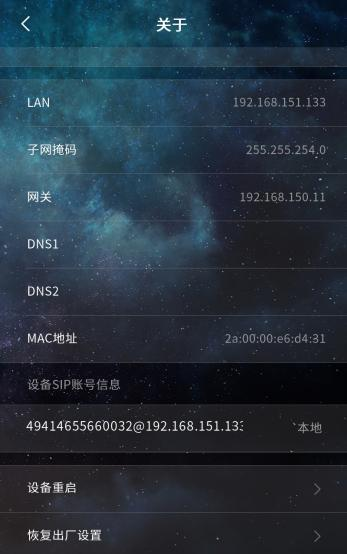 关于
LAN 192.168.151.133
子网掩码 255.255.254.0
网关 192.168.150.11
DNS1
DNS2
MAC地址 2a:00:00:e6:d4:31
设备SIP账号信息
49414655660032@192.168.151.133 本地
设备重启
恢复出厂设置